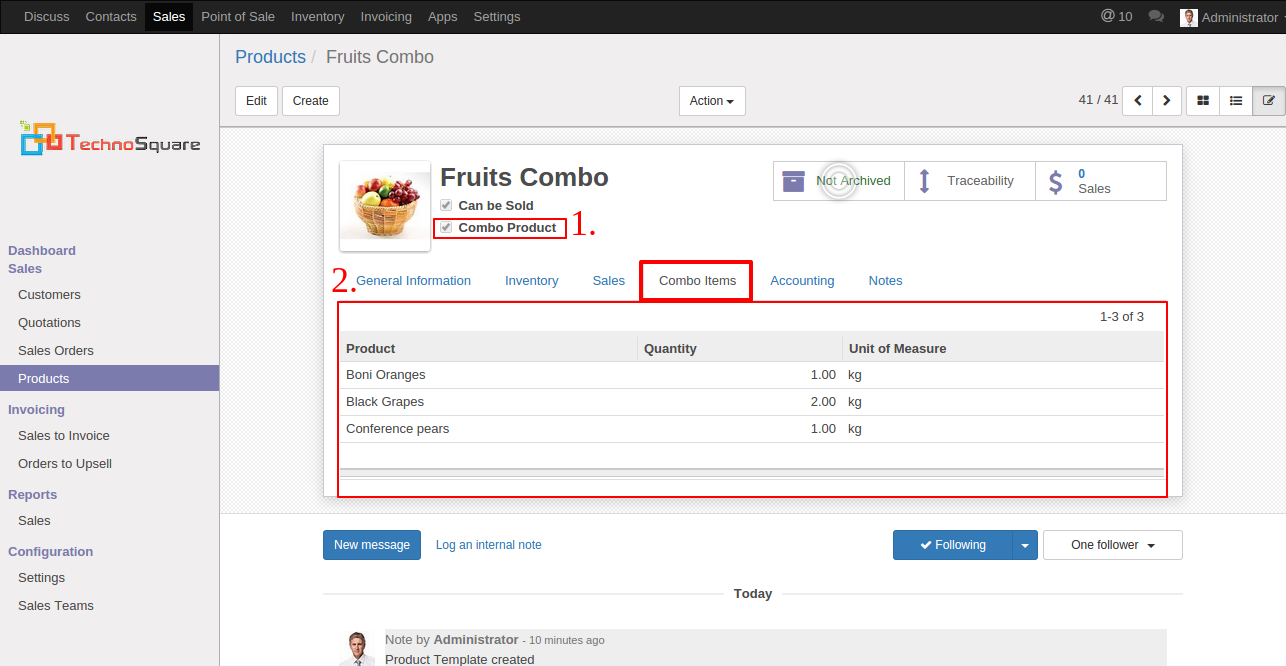 Discuss Contacts Sales Point of Sale Inventory Invoicing Apps Settings @ 10 Administrator
Products / Fruits Combo
Edit Create Action 41 / 41
TechnoSquare
Dashboard
Sales
Customers
Quotations
Sales Orders
Products
Invoicing
Sales to Invoice
Orders to Upsell
Reports
Sales
Configuration
Settings
Sales Teams
Fruits Combo
Can be Sold
Combo Product 1.
Not Archived
Traceability
$ 0
Sales
2. General Information Inventory Sales Combo Items Accounting Notes
1-3 of 3
Product Quantity Unit of Measure
Boni Oranges 1.00 kg
Black Grapes 2.00 kg
Conference pears 1.00 kg
New message Log an internal note Following One follower
Today
Note by Administrator - 10 minutes ago
Product Template created